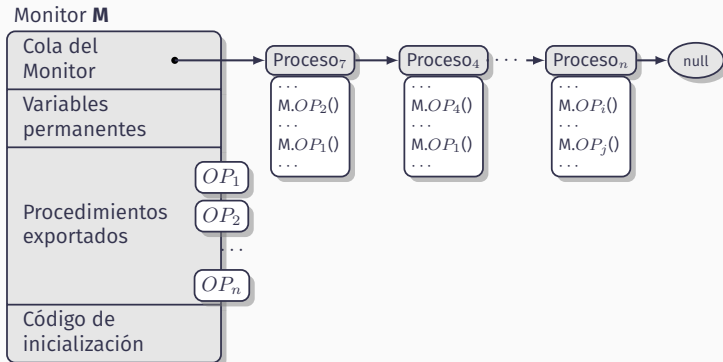 Monitor M
Cola del
Monitor
Proceso₇
Proceso₄
···
Procesoₙ
null
···
M.OP₂()
···
M.OP₁()
···
···
M.OP₄()
···
M.OP₁()
···
···
M.OPᵢ()
···
M.OPⱼ()
···
Variables
permanentes
Procedimientos
exportados
OP₁
OP₂
···
OPₙ
Código de
inicialización